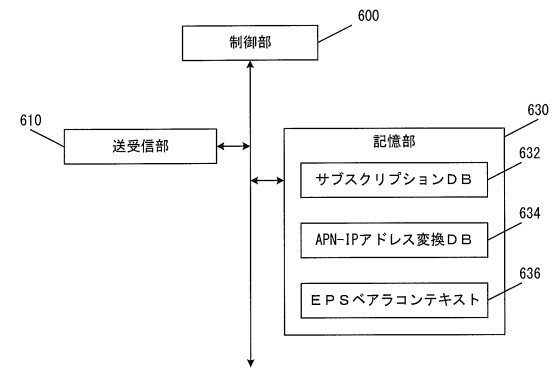 600
制御部
610
送受信部
630
記憶部
632
サブスクリプションDB
634
APN-IPアドレス変換DB
636
EPSベアラコンテキスト